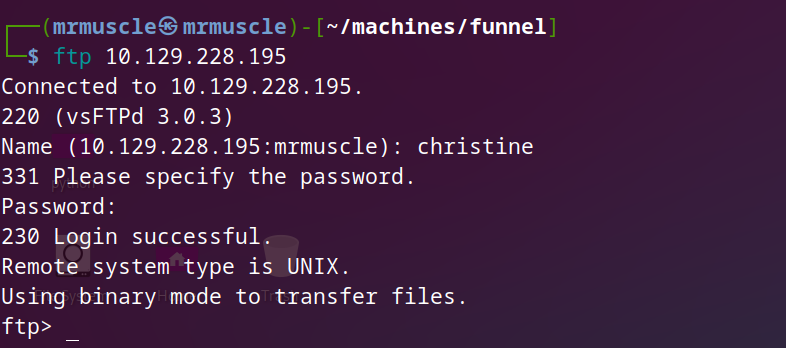 ┌──(mrmuscle㉿mrmuscle)-[~/machines/funnel]
└─$ ftp 10.129.228.195
Connected to 10.129.228.195.
220 (vsFTPd 3.0.3)
Name (10.129.228.195:mrmuscle): christine
331 Please specify the password.
Password:
230 Login successful.
Remote system type is UNIX.
Using binary mode to transfer files.
ftp> _